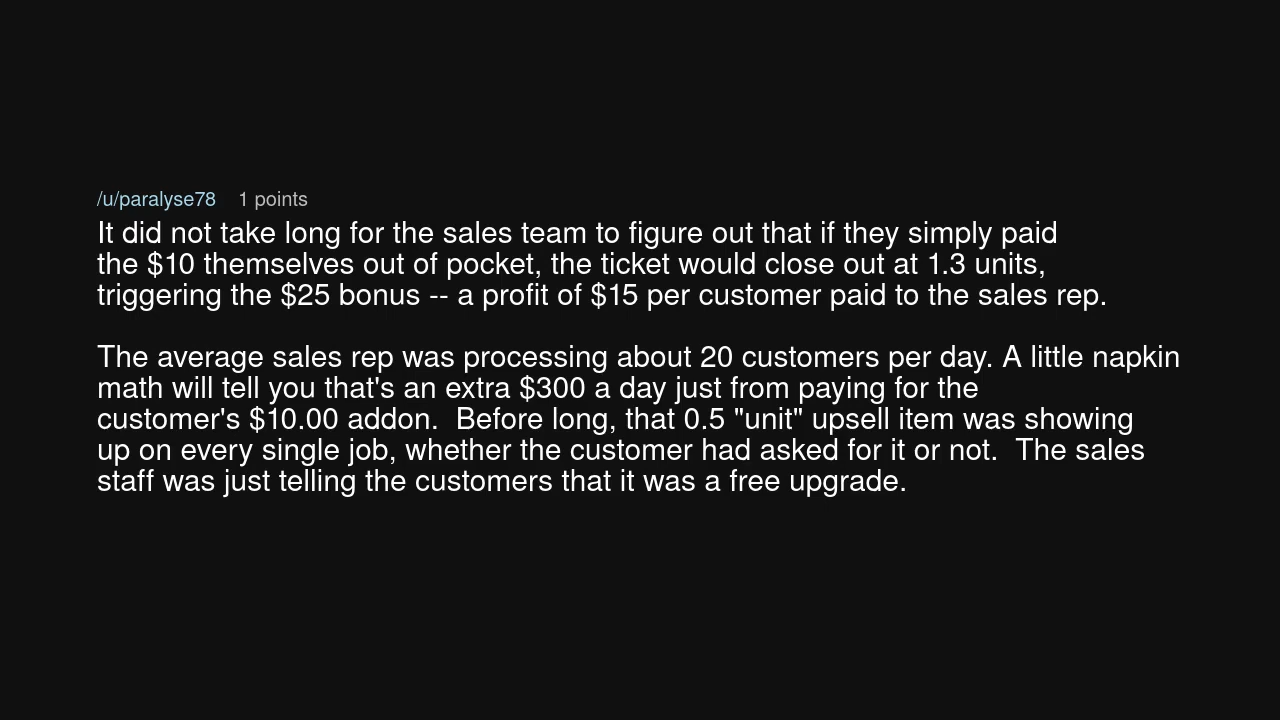 /u/paralyse78 1 points
It did not take long for the sales team to figure out that if they simply paid
the $10 themselves out of pocket, the ticket would close out at 1.3 units,
triggering the $25 bonus -- a profit of $15 per customer paid to the sales rep.
The average sales rep was processing about 20 customers per day. A little napkin
math will tell you that's an extra $300 a day just from paying for the
customer's $10.00 addon.  Before long, that 0.5 "unit" upsell item was showing
up on every single job, whether the customer had asked for it or not.  The sales
staff was just telling the customers that it was a free upgrade.